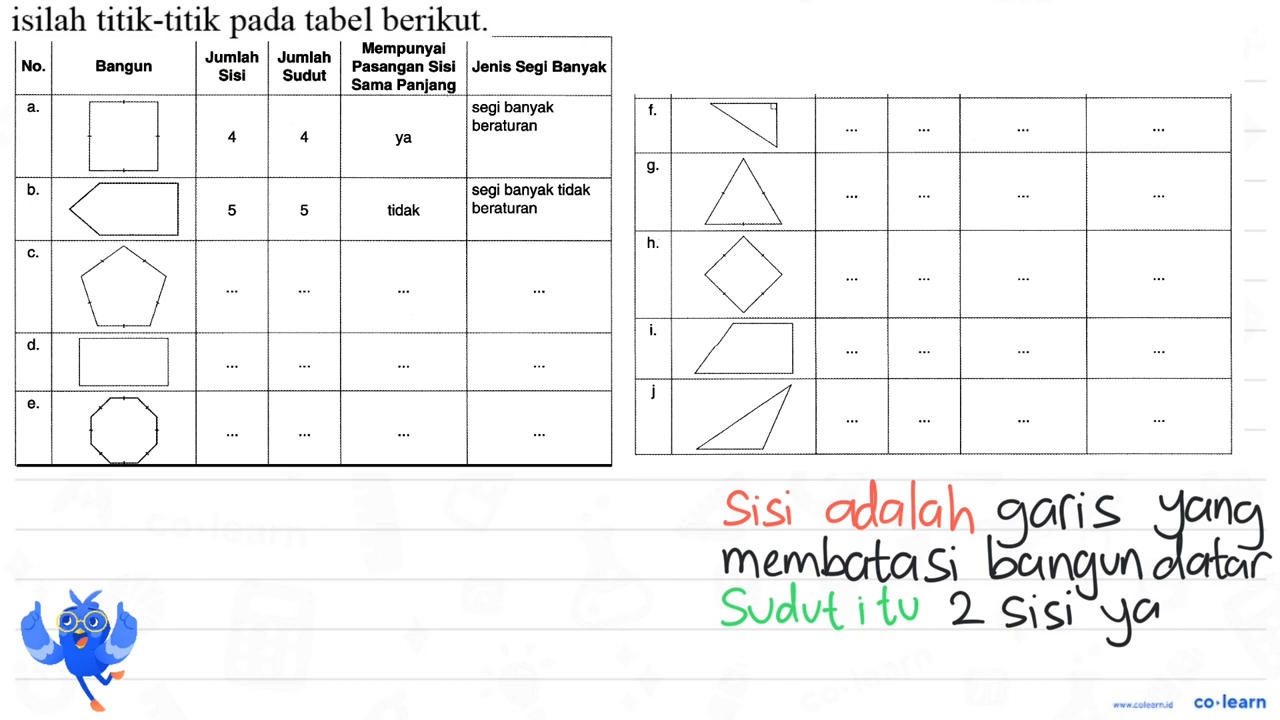 isilah titik-titik pada tabel berikut.
No. Bangun Jumlah Sisi Jumlah Sudut Mempunyai Pasangan Sisi Sama Panjang Jenis Segi Banyak
a. 4 4 ya segi banyak beraturan
b. 5 5 tidak segi banyak tidak beraturan
c. ... ... ... ...
d. ... ... ... ...
e. ... ... ... ...
f. ... ... ... ...
g. ... ... ... ...
h. ... ... ... ...
i. ... ... ... ...
j ... ... ... ...
Sisi adalah garis yang
membatasi bangun datar
Sudut itu 2 sisi ya
www.colearn.id co·learn